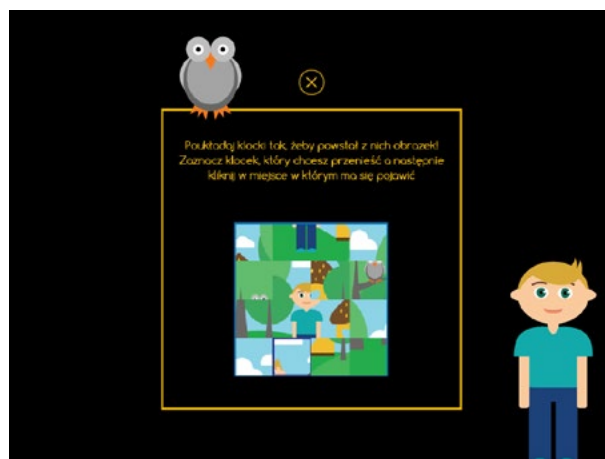 Poukładaj klocki tak, żeby powstał z nich obrazek!
Zaznacz klocek, który chcesz przenieść a następnie
kliknij w miejsce w którym ma się pojawić